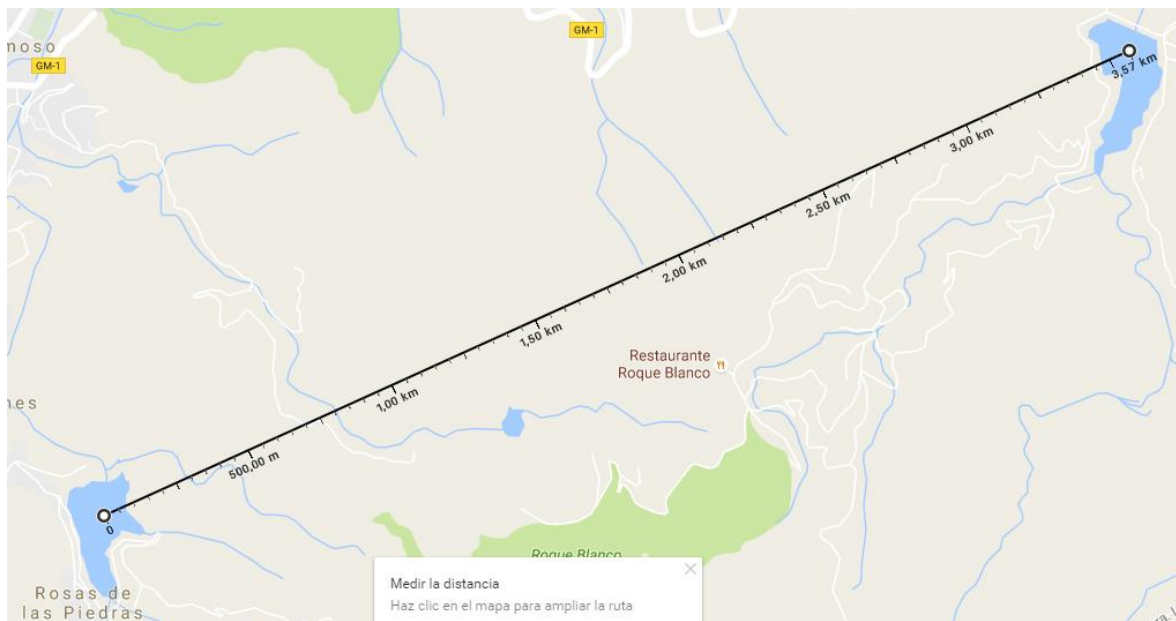 moso
GM-1
GM-1
3,57 km
3,00 km
2,50 km
2,00 km
1,50 km
Restaurante
Roque Blanco
1,00 km
nes
500,00 m
0
Roque Blanco
Rosas de
las Piedras
Medir la distancia
Haz clic en el mapa para ampliar la ruta